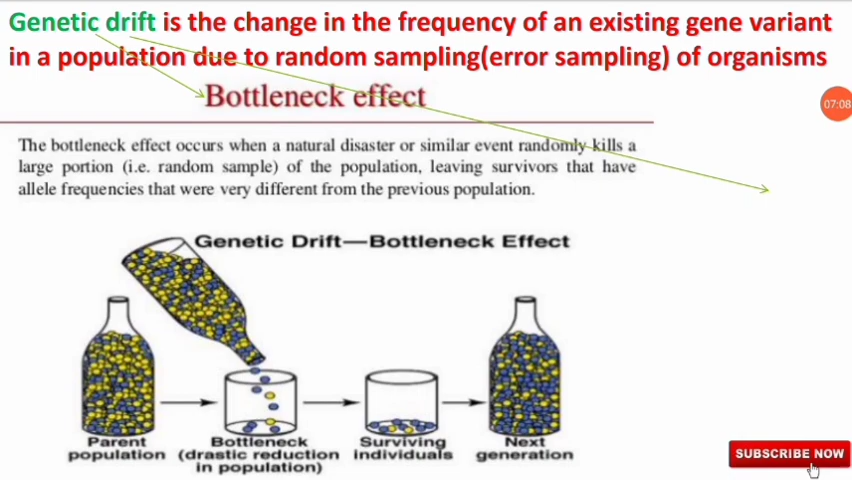 Genetic drift is the change in the frequency of an existing gene variant
in a population due to random sampling(error sampling) of organisms
Bottleneck effect
07:08
The bottleneck effect occurs when a natural disaster or similar event randomly kills a
large portion (i.e. random sample) of the population, leaving survivors that have
allele frequencies that were very different from the previous population.
Genetic Drift—Bottleneck Effect
Parent
population
Bottleneck
(drastic reduction
in population)
Surviving
individuals
Next
generation
SUBSCRIBE NOW